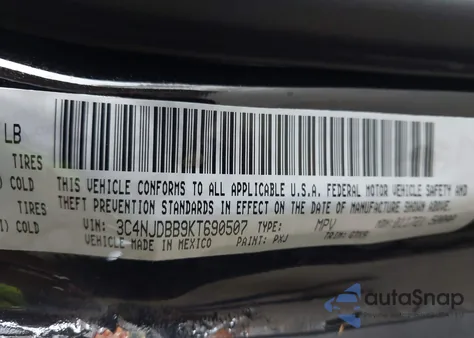 LB
TIRES
) COLD
THIS VEHICLE CONFORMS TO ALL APPLICABLE U.S.A. FEDERAL MOTOR VEHICLE SAFETY AND
TIRES
THEFT PREVENTION STANDARDS IN EFFECT ON THE DATE OF MANUFACTURE SHOWN ABOVE
) COLD
VIN: 3C4NJDBB9KT690507 TYPE: MPV
VEHICLE MADE IN MEXICO PAINT: PXJ TRIM:
autoSnap